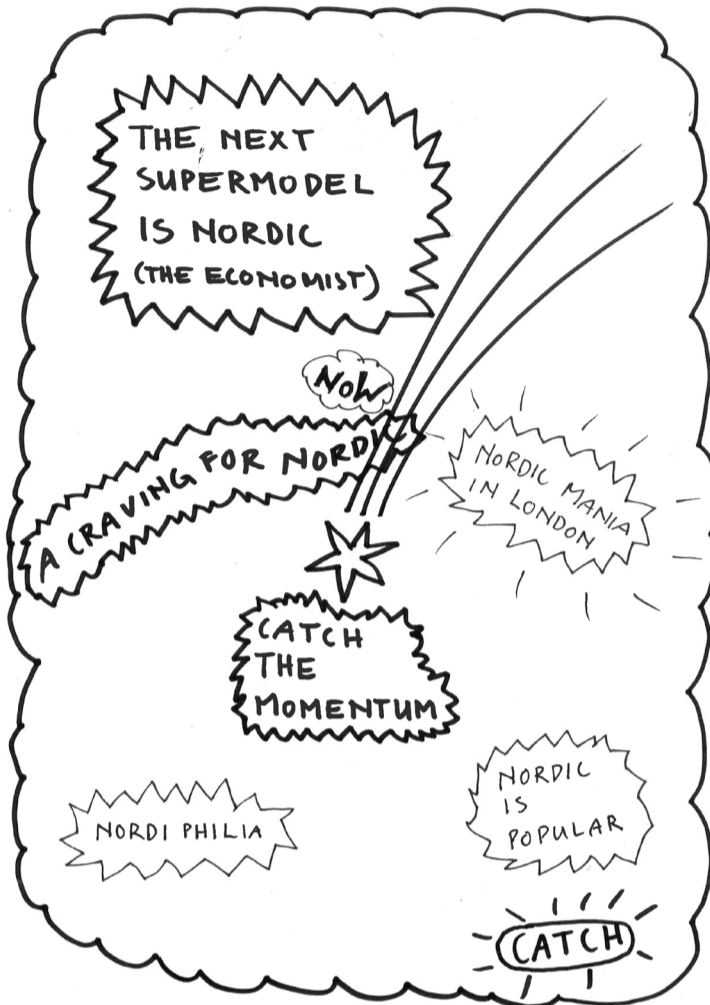 THE NEXT
SUPERMODEL
IS NORDIC
(THE ECONOMIST)
NOW
A CRAVING FOR NORDIC
NORDIC MANIA
IN LONDON
CATCH
THE
MOMENTUM
NORDI PHILIA
NORDIC
IS
POPULAR
CATCH